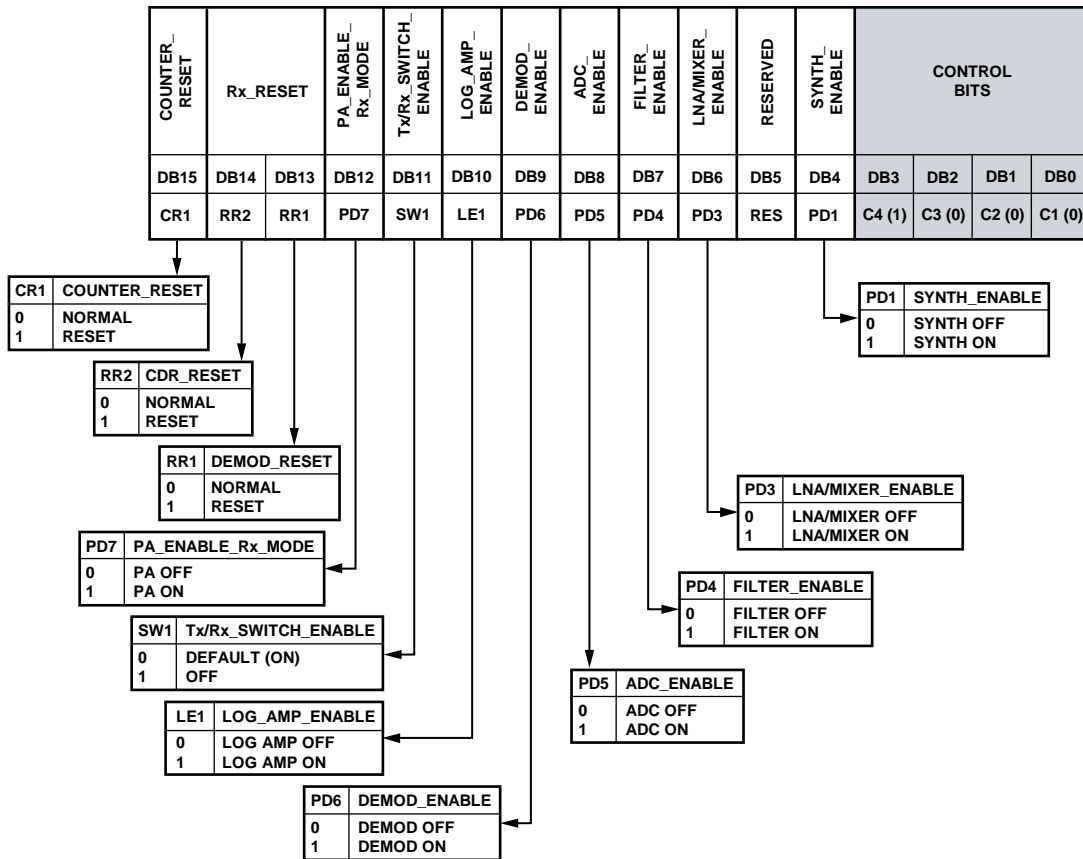 COUNTER_
RESET
Rx_RESET
PA_ENABLE_
Rx_MODE
Tx/Rx_SWITCH_
ENABLE
LOG_AMP_
ENABLE
DEMOD_
ENABLE
ADC_
ENABLE
FILTER_
ENABLE
LNA/MIXER_
ENABLE
RESERVED
SYNTH_
ENABLE
CONTROL
BITS
DB15 DB14 DB13 DB12 DB11 DB10 DB9 DB8 DB7 DB6 DB5 DB4 DB3 DB2 DB1 DB0
CR1 RR2 RR1 PD7 SW1 LE1 PD6 PD5 PD4 PD3 RES PD1 C4 (1) C3 (0) C2 (0) C1 (0)
CR1 COUNTER_RESET
0 NORMAL
1 RESET
PD1 SYNTH_ENABLE
0 SYNTH OFF
1 SYNTH ON
RR2 CDR_RESET
0 NORMAL
1 RESET
RR1 DEMOD_RESET
0 NORMAL
1 RESET
PD3 LNA/MIXER_ENABLE
0 LNA/MIXER OFF
1 LNA/MIXER ON
PD7 PA_ENABLE_Rx_MODE
0 PA OFF
1 PA ON
PD4 FILTER_ENABLE
0 FILTER OFF
1 FILTER ON
SW1 Tx/Rx_SWITCH_ENABLE
0 DEFAULT (ON)
1 OFF
PD5 ADC_ENABLE
0 ADC OFF
1 ADC ON
LE1 LOG_AMP_ENABLE
0 LOG AMP OFF
1 LOG AMP ON
PD6 DEMOD_ENABLE
0 DEMOD OFF
1 DEMOD ON